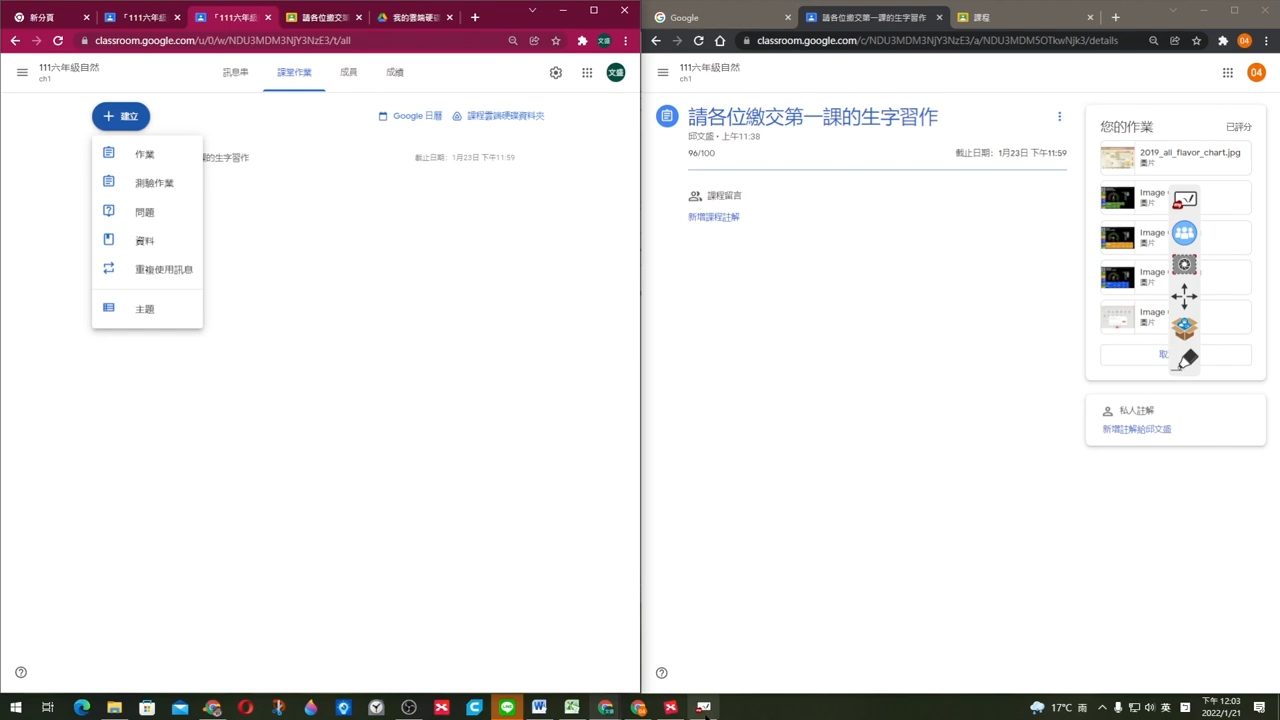 新分頁
「111六年級
「111六年級
請各位繳交第
我的雲端硬碟
classroom.google.com/u/0/w/NDU3MDM3NjY3NzE3/t/all
文盛
111六年級自然
ch1
訊息串
課堂作業
成員
成績
文盛
建立
Google 日曆
課程雲端硬碟資料夾
作業
課的生字習作
截止日期: 1月23日 下午11:59
測驗作業
問題
資料
重複使用訊息
主題
Google
請各位繳交第一課的生字習作
課程
classroom.google.com/c/NDU3MDM3NjY3NzE3/a/NDU3MDM5OTkwNjk3/details
04
111六年級自然
ch1
04
請各位繳交第一課的生字習作
邱文盛 • 上午11:38
96/100
截止日期: 1月23日 下午11:59
課程留言
新增課程註解
您的作業
已評分
2019_all_flavor_chart.jpg
圖片
Image
圖片
Image
圖片
Image
圖片
Image
圖片
取
私人註解
新增註解給邱文盛
17°C 雨
英
下午 12:03
2022/1/21